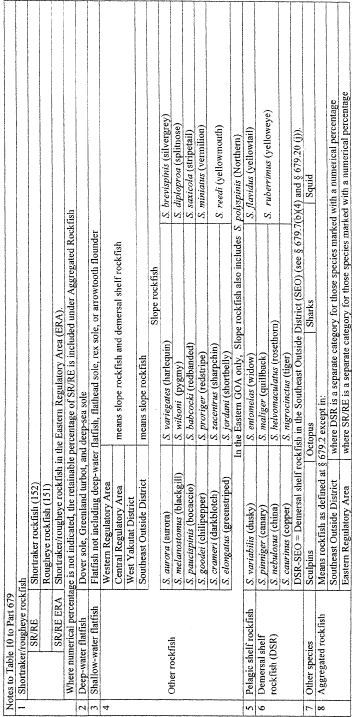 Notes to Table 10 to Part 679
1 Shortraker/rougheye rockfish
SR/RE Shortraker rockfish (152)
Rougheye rockfish (151)
SR/RE ERA Shortraker/rougheye rockfish in the Eastern Regulatory Area (ERA).
Where numerical percentage is not indicated, the retainable percentage of SR/RE is included under Aggregated Rockfish
2 Deep-water flatfish Dover sole, Greenland turbot, and deep-sea sole
3 Shallow-water flatfish Flatfish not including deep-water flatfish, flathead sole, rex sole, or arrowtooth flounder
4 Other rockfish Western Regulatory Area
Central Regulatory Area means slope rockfish and demersal shelf rockfish
West Yakutat District
Southeast Outside District means slope rockfish
Slope rockfish
S. aurora (aurora) S. variegatus (harlequin) S. brevispinis (silvergrey)
S. melanostomus (blackgill) S. wilsoni (pygmy) S. diploproa (splitnose)
S. paucispinis (bocaccio) S. babcocki (redbanded) S. saxicola (stripetail)
S. goodei (chilipepper) S. proriger (redstripe) S. miniatus (vermilion)
S. crameri (darkblotch) S. zacentrus (sharpchin) S. reedi (yellowmouth)
S. elongatus (greenstriped) S. jordani (shortbelly)
In the Eastern GOA only, Slope rockfish also includes S. polyspinis (Northern)
5 Pelagic shelf rockfish S. variabilis (dusky) S. entomelas (widow) S. flavidus (yellowtail)
6 Demersal shelf rockfish (DSR) S. pinniger (canary) S. maliger (quillback) S. ruberrimus (yelloweye)
S. nebulosus (china) S. helvomaculatus (rosethorn)
S. caurinus (copper) S. nigrocinctus (tiger)
DSR-SEO = Demersal shelf rockfish in the Southeast Outside District (SEO) (see § 679.7(b)(4) and § 679.20 (j)).
7 Other species Sculpins Octopus Sharks Squid
8 Aggregated rockfish Means rockfish as defined at § 679.2 except in:
Southeast Outside District where DSR is a separate category for those species marked with a numerical percentage
Eastern Regulatory Area where SR/RE is a separate category for those species marked with a numerical percentage